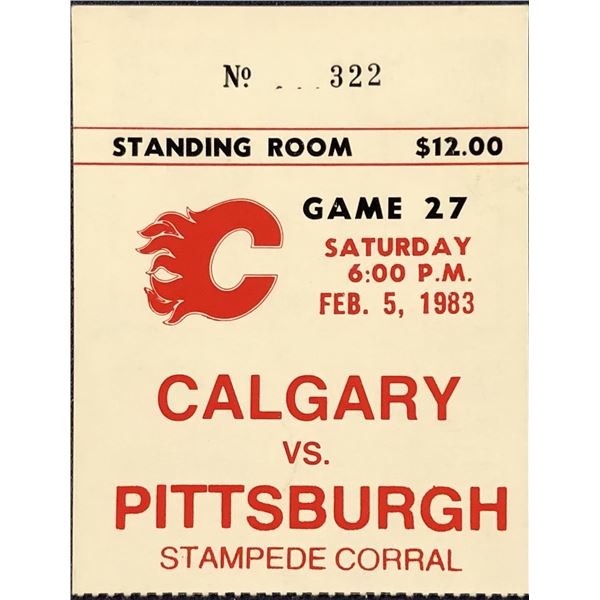 Nº 322
STANDING ROOM $12.00
GAME 27
SATURDAY
6:00 P.M.
FEB. 5, 1983
C
CALGARY
VS.
PITTSBURGH
STAMPEDE CORRAL